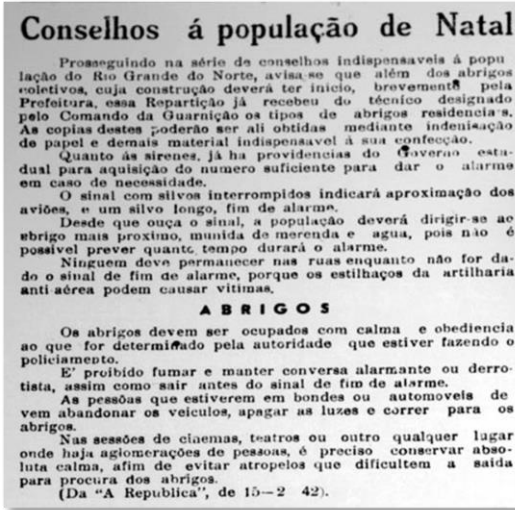 Conselhos á população de Natal
Prosseguindo na série de conselhos indispensaveis á popu
lação do Rio Grande do Norte, avisa-se que além dos abrigos
coletivos, cuja construção deverá ter inicio, brevemente pela
Prefeitura, essa Repartição já recebeu do técnico designado
pelo Comando da Guarnição os tipos de abrigos residenciais.
As copias destes poderão ser ali obtidas mediante indenisação
de papel e demais material indispensavel á sua confecção.
Quanto ás sirenes, já ha providencias do Governo esta-
dual para aquisição do numero suficiente para dar o alarme
em caso de necessidade.
O sinal com silvos interrompidos indicará aproximação dos
aviões, e um silvo longo, fim de alarme.
Desde que ouça o sinal, a população deverá dirigir-se ao
abrigo mais proximo, munida de merenda e agua, pois não é
possivel prever quanto tempo durará o alarme.
Ninguem deve permanecer nas ruas enquanto não for da-
do o sinal de fim de alarme, porque os estilhaços da artilharia
anti-aérea podem causar vitimas.
ABRIGOS
Os abrigos devem ser ocupados com calma e obediencia
ao que for determinado pela autoridade que estiver fazendo o
policiamento.
E' proibido fumar e manter conversa alarmante ou derro-
tista, assim como sair antes do sinal de fim de alarme.
As pessôas que estiverem em bondes ou automoveis de
vem abandonar os veiculos, apagar as luzes e correr para os
abrigos.
Nas sessões de cinemas, teatros ou outro qualquer lugar
onde haja aglomerações de pessoas, é preciso conservar abso-
luta calma, afim de evitar atropelos que dificultem a saida
para procura dos abrigos.
(Da "A Republica", de 15—2 42).